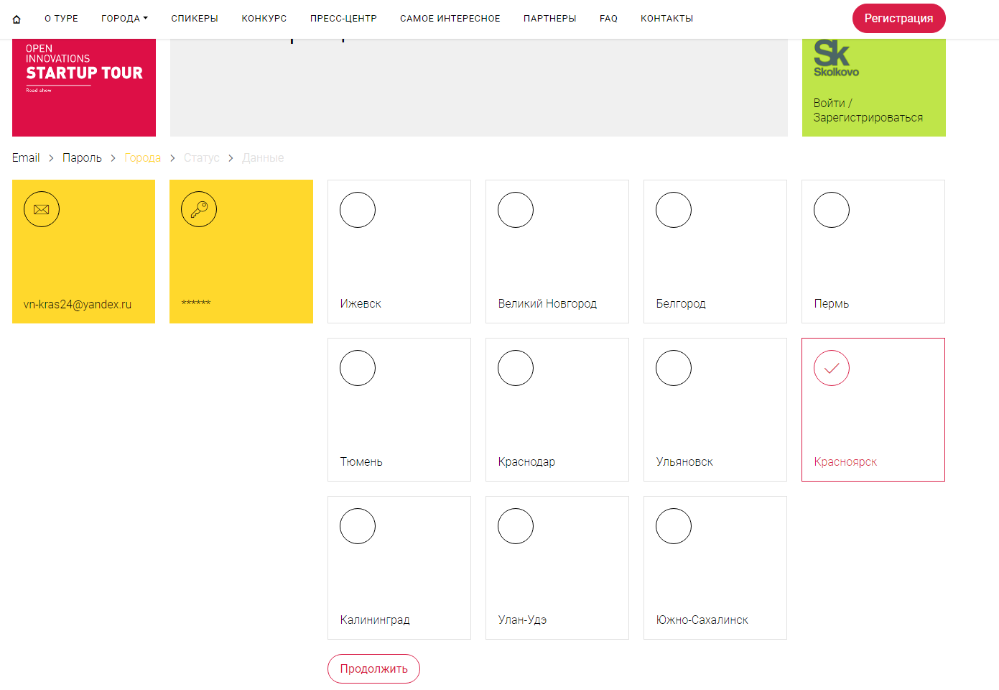 О ТУРЕ ГОРОДА СПИКЕРЫ КОНКУРС ПРЕСС-ЦЕНТР САМОЕ ИНТЕРЕСНОЕ ПАРТНЕРЫ FAQ КОНТАКТЫ Регистрация
OPEN
INNOVATIONS
STARTUP TOUR
Road show
Sk
Skolkovo
Войти /
Зарегистрироваться
Email > Пароль > Города > Статус > Данные
vn-kras24@yandex.ru
******
Ижевск
Великий Новгород
Белгород
Пермь
Тюмень
Краснодар
Ульяновск
Красноярск
Калининград
Улан-Удэ
Южно-Сахалинск
Продолжить